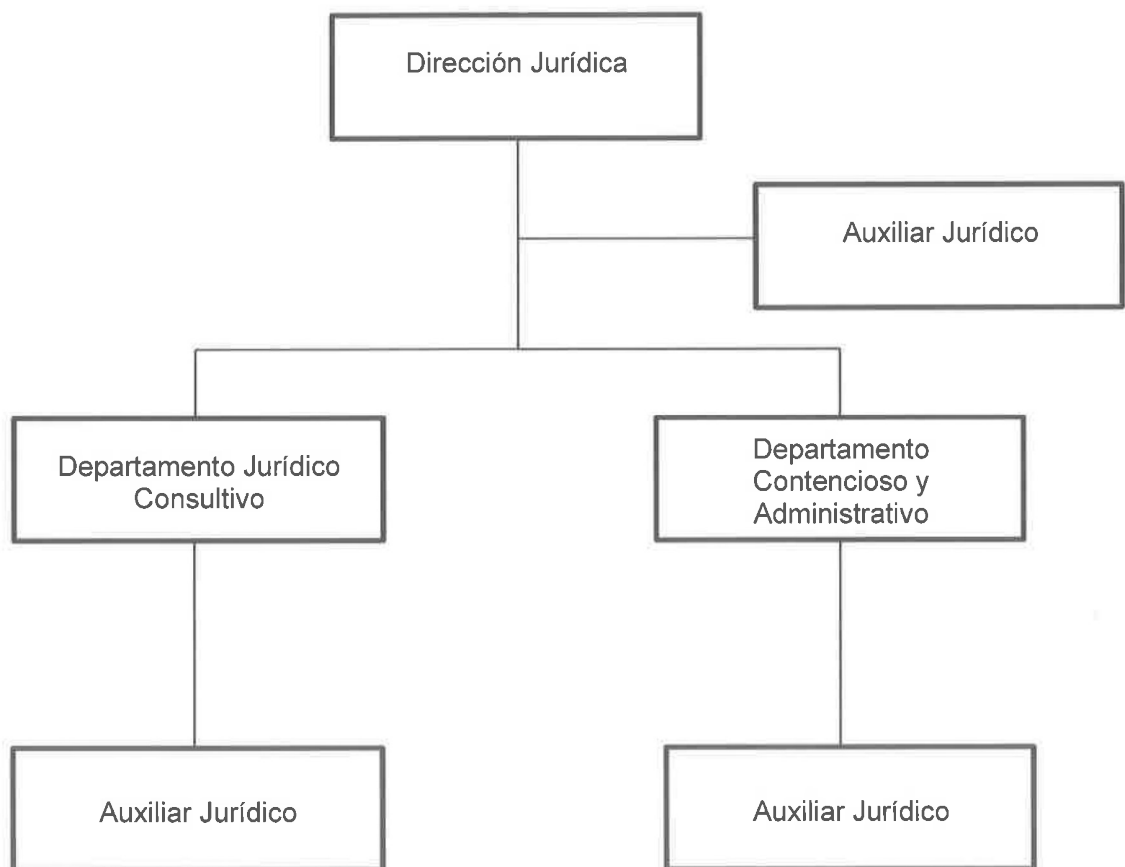 Dirección Jurídica
Auxiliar Jurídico
Departamento Jurídico
Consultivo
Departamento
Contencioso y
Administrativo
Auxiliar Jurídico
Auxiliar Jurídico